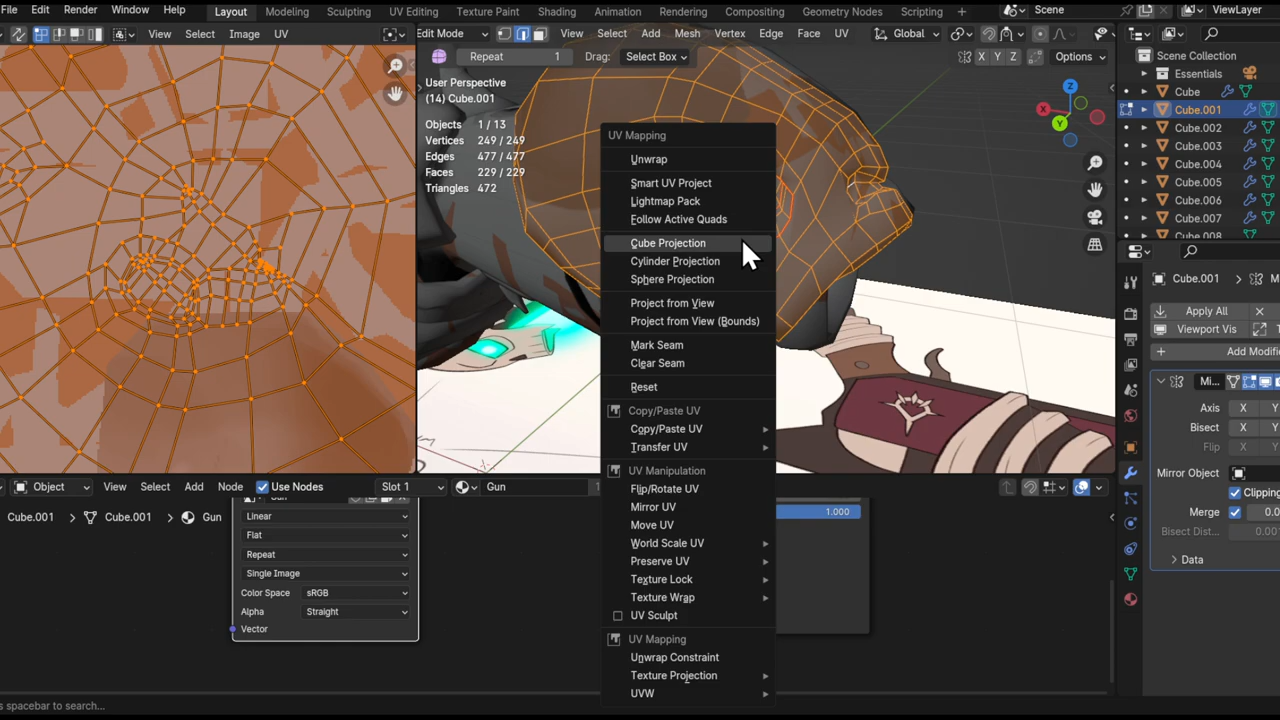 File Edit Render Window Help Layout Modeling Sculpting UV Editing Texture Paint Shading Animation Rendering Compositing Geometry Nodes Scripting + Scene ViewLayer
View Select Image UV
Edit Mode View Select Add Mesh Vertex Edge Face UV Global
Repeat 1 Drag: Select Box X Y Z Options
User Perspective
(14) Cube.001
Objects 1 / 13
Vertices 249 / 249
Edges 477 / 477
Faces 229 / 229
Triangles 472
Z
X
Y
UV Mapping
Unwrap
Smart UV Project
Lightmap Pack
Follow Active Quads
Cube Projection
Cylinder Projection
Sphere Projection
Project from View
Project from View (Bounds)
Mark Seam
Clear Seam
Reset
Copy/Paste UV
Copy/Paste UV
Transfer UV
UV Manipulation
Flip/Rotate UV
Mirror UV
Move UV
World Scale UV
Preserve UV
Texture Lock
Texture Wrap
UV Sculpt
UV Mapping
Unwrap Constraint
Texture Projection
UVW
Scene Collection
Essentials
Cube
Cube.001
Cube.002
Cube.003
Cube.004
Cube.005
Cube.006
Cube.007
Cube.008
Cube.001 > M
Apply All
Viewport Vis
+ Add Modifi
Mi...
Axis X Y
Bisect X Y
Flip X Y
Mirror Object
Clipping
Merge 0.0
Bisect Dist... 0.001
Data
Object View Select Add Node Use Nodes Slot 1 Gun
Cube.001 > Cube.001 > Gun
Linear
Flat
Repeat
Single Image
Color Space sRGB
Alpha Straight
Vector
1.000
s spacebar to search...